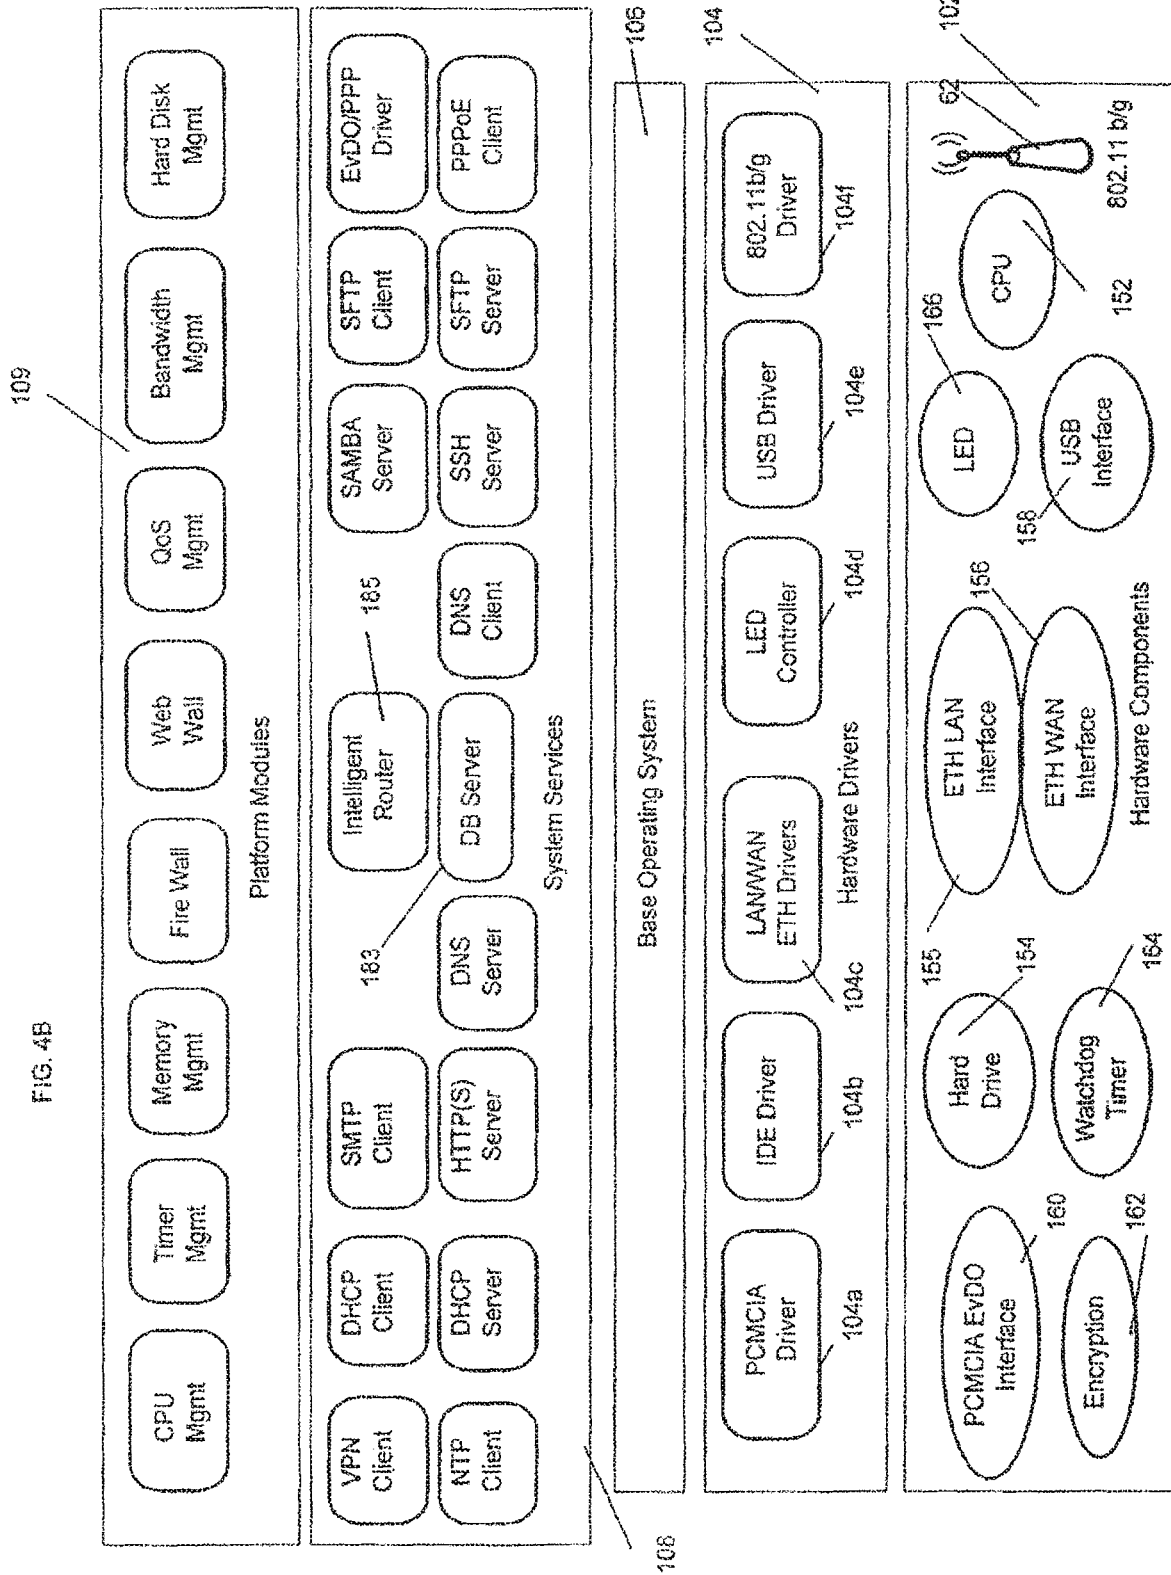 FIG. 4B
109
CPU
Mgmt
Timer
Mgmt
Memory
Mgmt
Fire Wall
Web
Wall
QoS
Mgmt
Bandwidth
Mgmt
Hard Disk
Mgmt
Platform Modules
VPN
Client
DHCP
Client
SMTP
Client
183
Intelligent
Router
185
SAMBA
Server
SFTP
Client
EvDO/PPP
Driver
NTP
Client
DHCP
Server
HTTP(S)
Server
DNS
Server
DB Server
DNS
Client
SSH
Server
SFTP
Server
PPPoE
Client
System Services
108
Base Operating System
106
104
PCMCIA
Driver
104a
IDE Driver
104b
LAN/WAN
ETH Drivers
104c
LED
Controller
104d
USB Driver
104e
802.11b/g
Driver
104f
Hardware Drivers
PCMCIA EvDO
Interface
160
Encryption
162
Hard
Drive
154
Watchdog
Timer
164
155
ETH LAN
Interface
156
ETH WAN
Interface
LED
166
158
USB
Interface
CPU
152
62
802.11 b/g
Hardware Components